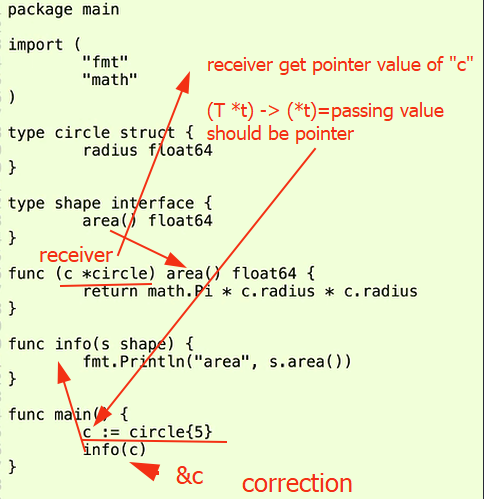 package main
import (
"fmt"
"math"
)
receiver get pointer value of "c"
(T *t) -> (*t)=passing value
should be pointer
type circle struct {
radius float64
}
type shape interface {
area() float64
}
receiver
func (c *circle) area() float64 {
return math.Pi * c.radius * c.radius
}
func info(s shape) {
fmt.Println("area", s.area())
}
func main() {
c := circle{5}
info(c)
}
&c correction